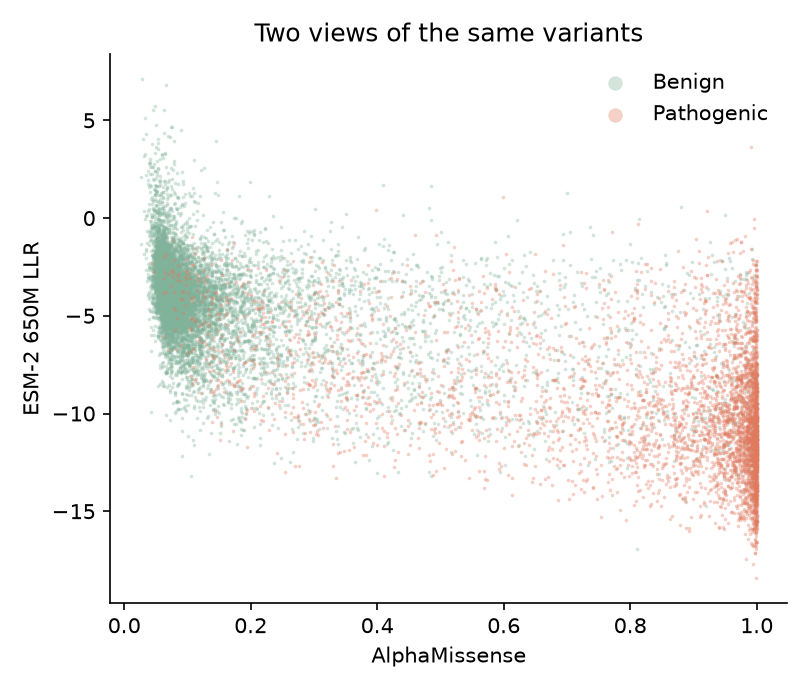 Two views of the same variants
Benign
Pathogenic
5
0
−5
−10
−15
ESM-2 650M LLR
0.0 0.2 0.4 0.6 0.8 1.0
AlphaMissense